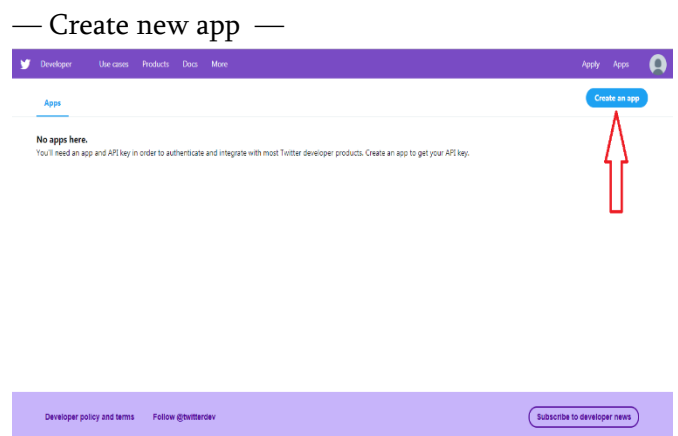 — Create new app —
Developer Use cases Products Docs More Apply Apps
Apps Create an app
No apps here.
You'll need an app and API key in order to authenticate and integrate with most Twitter developer products. Create an app to get your API key.
Developer policy and terms Follow @twitterdev Subscribe to developer news